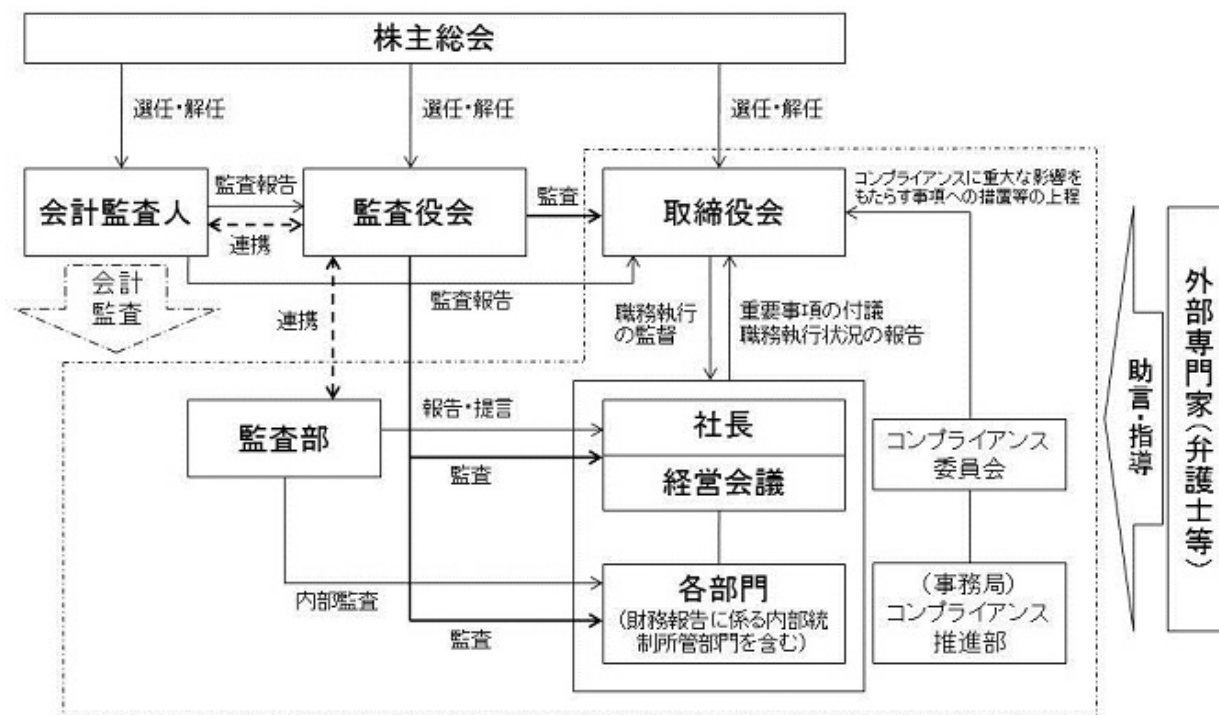 株主総会
選任・解任
選任・解任
選任・解任
会計監査人
監査報告
連携
監査役会
監査
取締役会
コンプライアンスに重大な影響を
もたらす事項への措置等の上程
会計
監査
監査報告
連携
職務執行
の監督
重要事項の付議
職務執行状況の報告
監査部
報告・提言
監査
社長
経営会議
コンプライアンス
委員会
内部監査
監査
各部門
(財務報告に係る内部統
制所管部門を含む)
(事務局)
コンプライアンス
推進部
助言・指導
外部専門家(弁護士等)